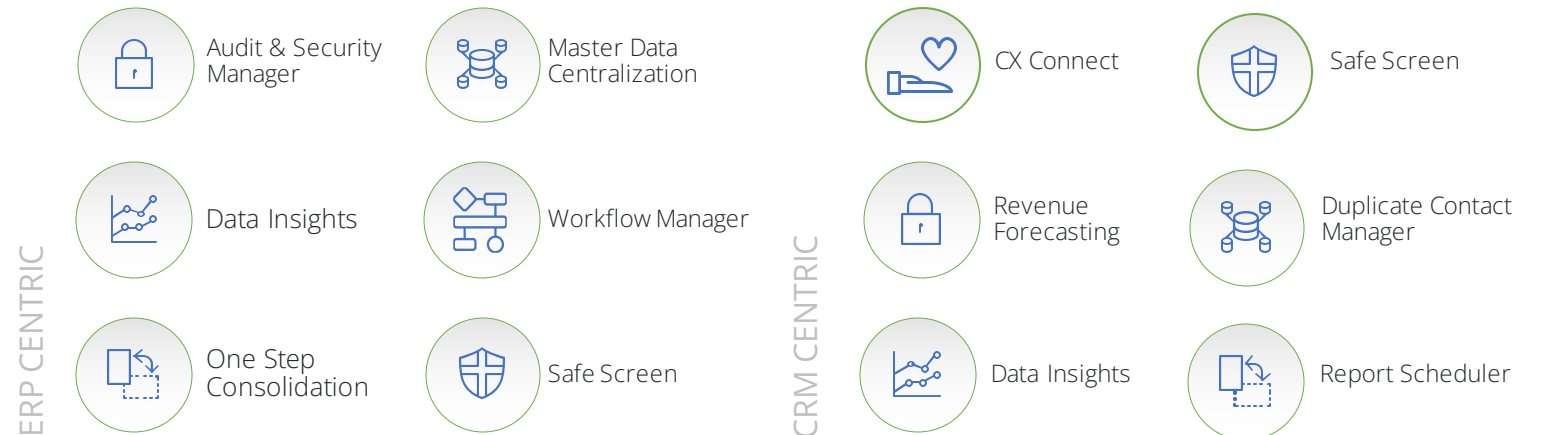 ERP CENTRIC
Audit & Security
Manager
Master Data
Centralization
Data Insights
Workflow Manager
One Step
Consolidation
Safe Screen
CRM CENTRIC
CX Connect
Safe Screen
Revenue
Forecasting
Duplicate Contact
Manager
Data Insights
Report Scheduler